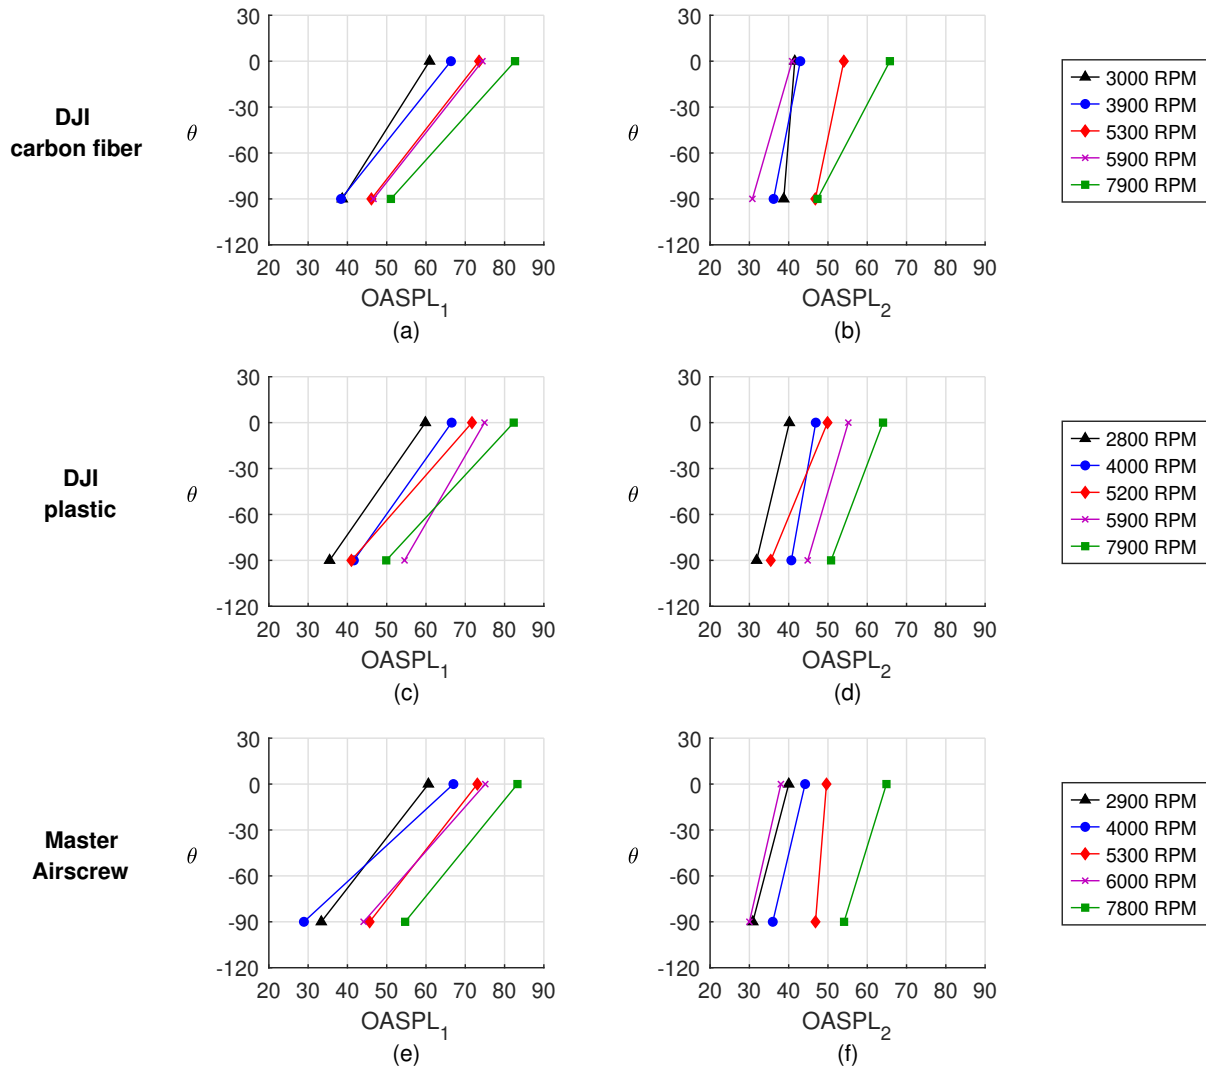 DJI
carbon fiber
30
0
-30
-60
-90
-120
θ
20 30 40 50 60 70 80 90
OASPL1
(a)
30
0
-30
-60
-90
-120
θ
20 30 40 50 60 70 80 90
OASPL2
(b)
3000 RPM
3900 RPM
5300 RPM
5900 RPM
7900 RPM
DJI
plastic
30
0
-30
-60
-90
-120
θ
20 30 40 50 60 70 80 90
OASPL1
(c)
30
0
-30
-60
-90
-120
θ
20 30 40 50 60 70 80 90
OASPL2
(d)
2800 RPM
4000 RPM
5200 RPM
5900 RPM
7900 RPM
Master
Airscrew
30
0
-30
-60
-90
-120
θ
20 30 40 50 60 70 80 90
OASPL1
(e)
30
0
-30
-60
-90
-120
θ
20 30 40 50 60 70 80 90
OASPL2
(f)
2900 RPM
4000 RPM
5300 RPM
6000 RPM
7800 RPM